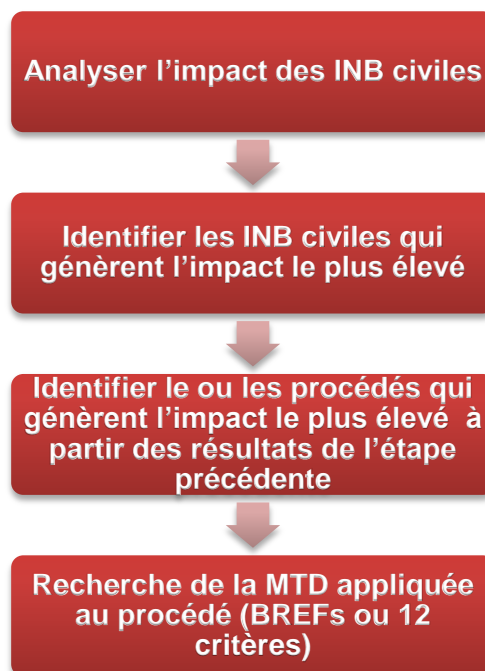 Analyser l’impact des INB civiles
Identifier les INB civiles qui
génèrent l’impact le plus élevé
Identifier le ou les procédés qui
génèrent l’impact le plus élevé à
partir des résultats de l’étape
précédente
Recherche de la MTD appliquée
au procédé (BREFs ou 12
critères)